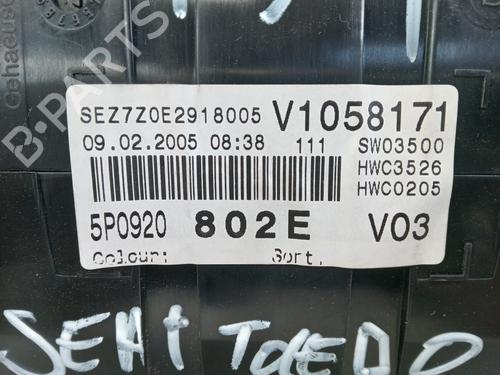 Gehäuse
B-PARTS
SEZ7Z0E2918005 V1058171
09.02.2005 08:38 111 SW03500
HWC3526
HWC0205
5P0920 802E V03
Colour: Sort.
SEAT TOLEDO